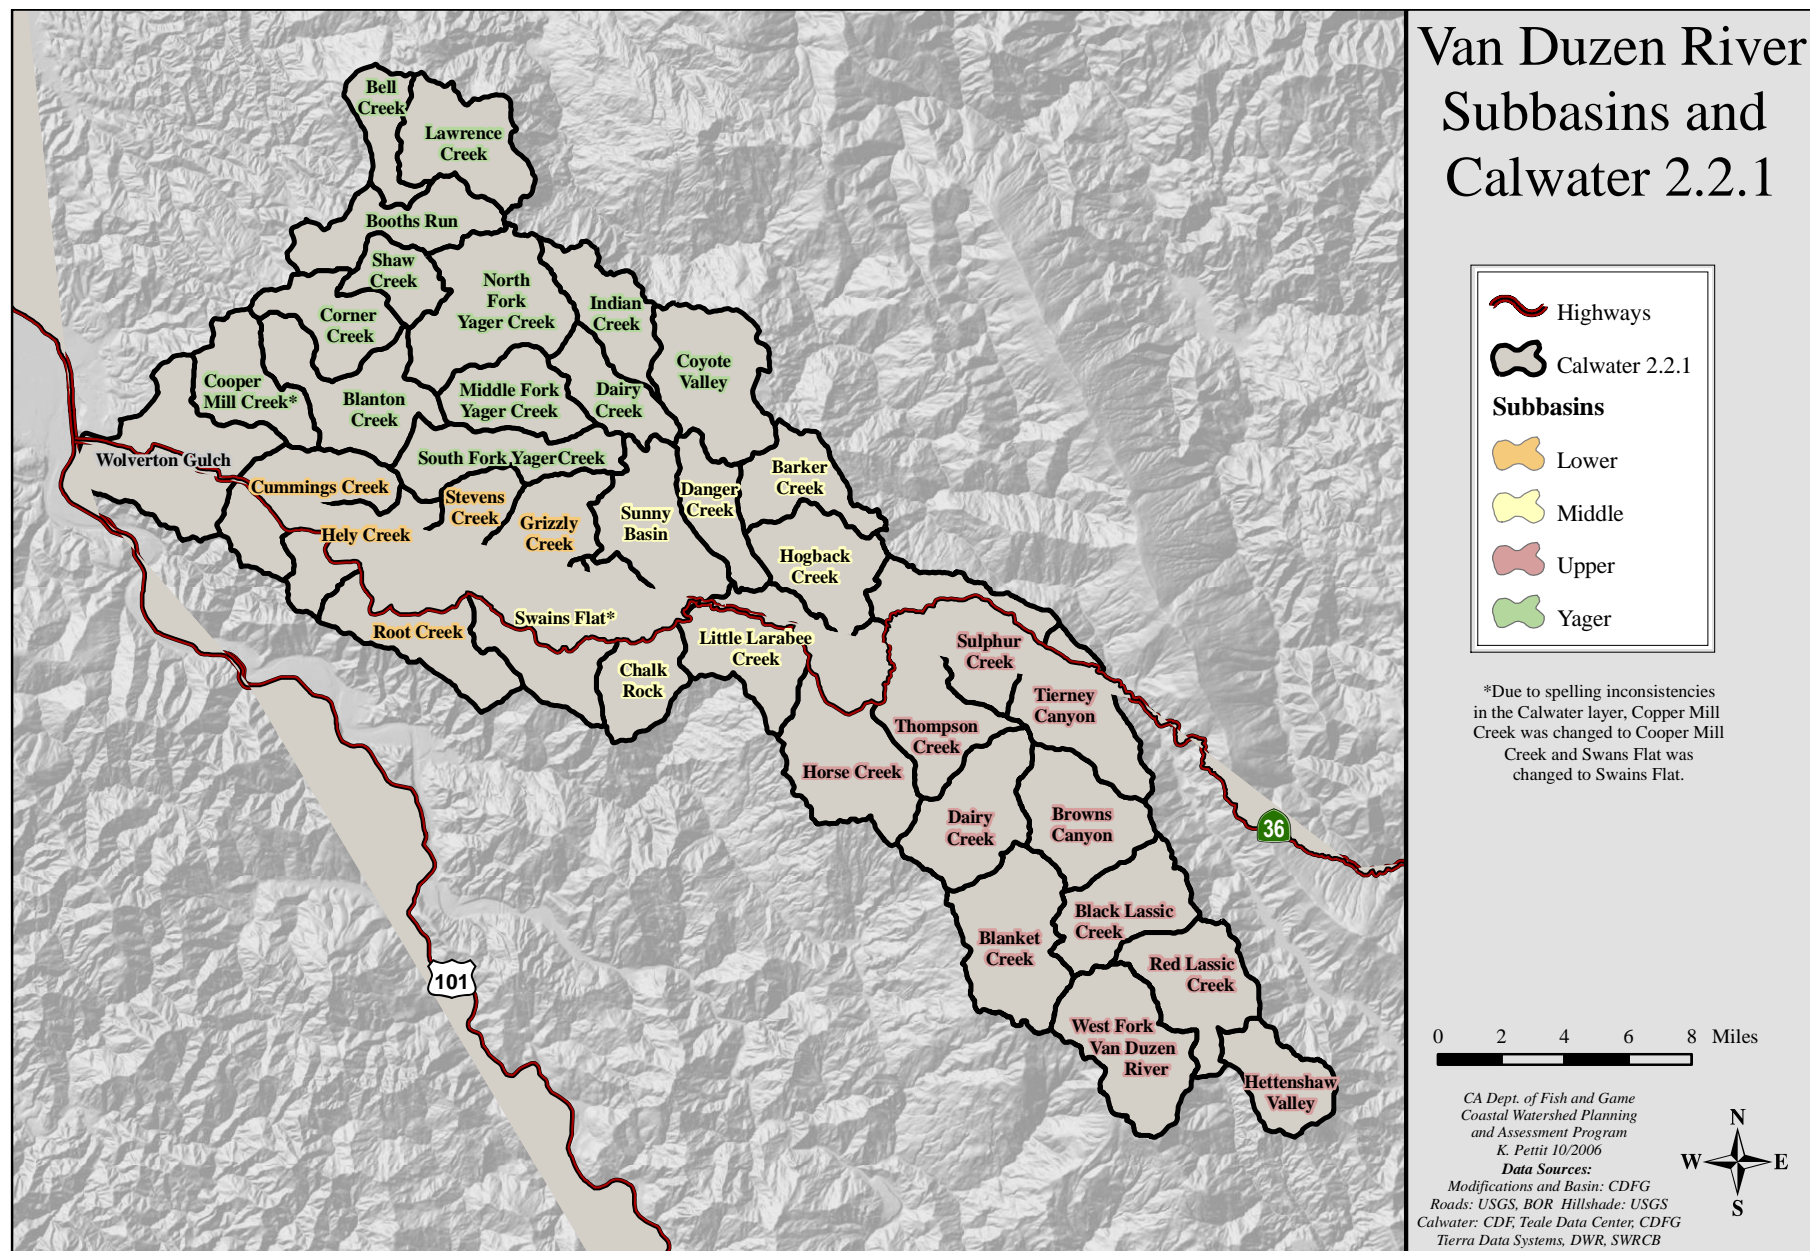 Van Duzen River
Subbasins and
Calwater 2.2.1
Highways
Calwater 2.2.1
Subbasins
Lower
Middle
Upper
Yager
*Due to spelling inconsistencies
in the Calwater layer, Copper Mill
Creek was changed to Cooper Mill
Creek and Swans Flat was
changed to Swains Flat.
0 2 4 6 8 Miles
CA Dept. of Fish and Game
Coastal Watershed Planning
and Assessment Program
K. Pettit 10/2006
Data Sources:
Modifications and Basin: CDFG
Roads: USGS, BOR Hillshade: USGS
Calwater: CDF, Teale Data Center, CDFG
Tierra Data Systems, DWR, SWRCB
N
W E
S
Bell
Creek
Lawrence
Creek
Booths Run
Shaw
Creek
North
Fork
Yager Creek
Indian
Creek
Corner
Creek
Coyote
Valley
Cooper
Mill Creek*
Blanton
Creek
Middle Fork
Yager Creek
Dairy
Creek
South Fork Yager Creek
Wolverton Gulch
Cummings Creek
Stevens
Creek
Grizzly
Creek
Hely Creek
Sunny
Basin
Danger
Creek
Barker
Creek
Hogback
Creek
Root Creek
Swains Flat*
Chalk
Rock
Little Larabee
Creek
Sulphur
Creek
Tierney
Canyon
Thompson
Creek
Horse Creek
Dairy
Creek
Browns
Canyon
Black Lassic
Creek
Blanket
Creek
Red Lassic
Creek
West Fork
Van Duzen
River
Hettenshaw
Valley
36
101